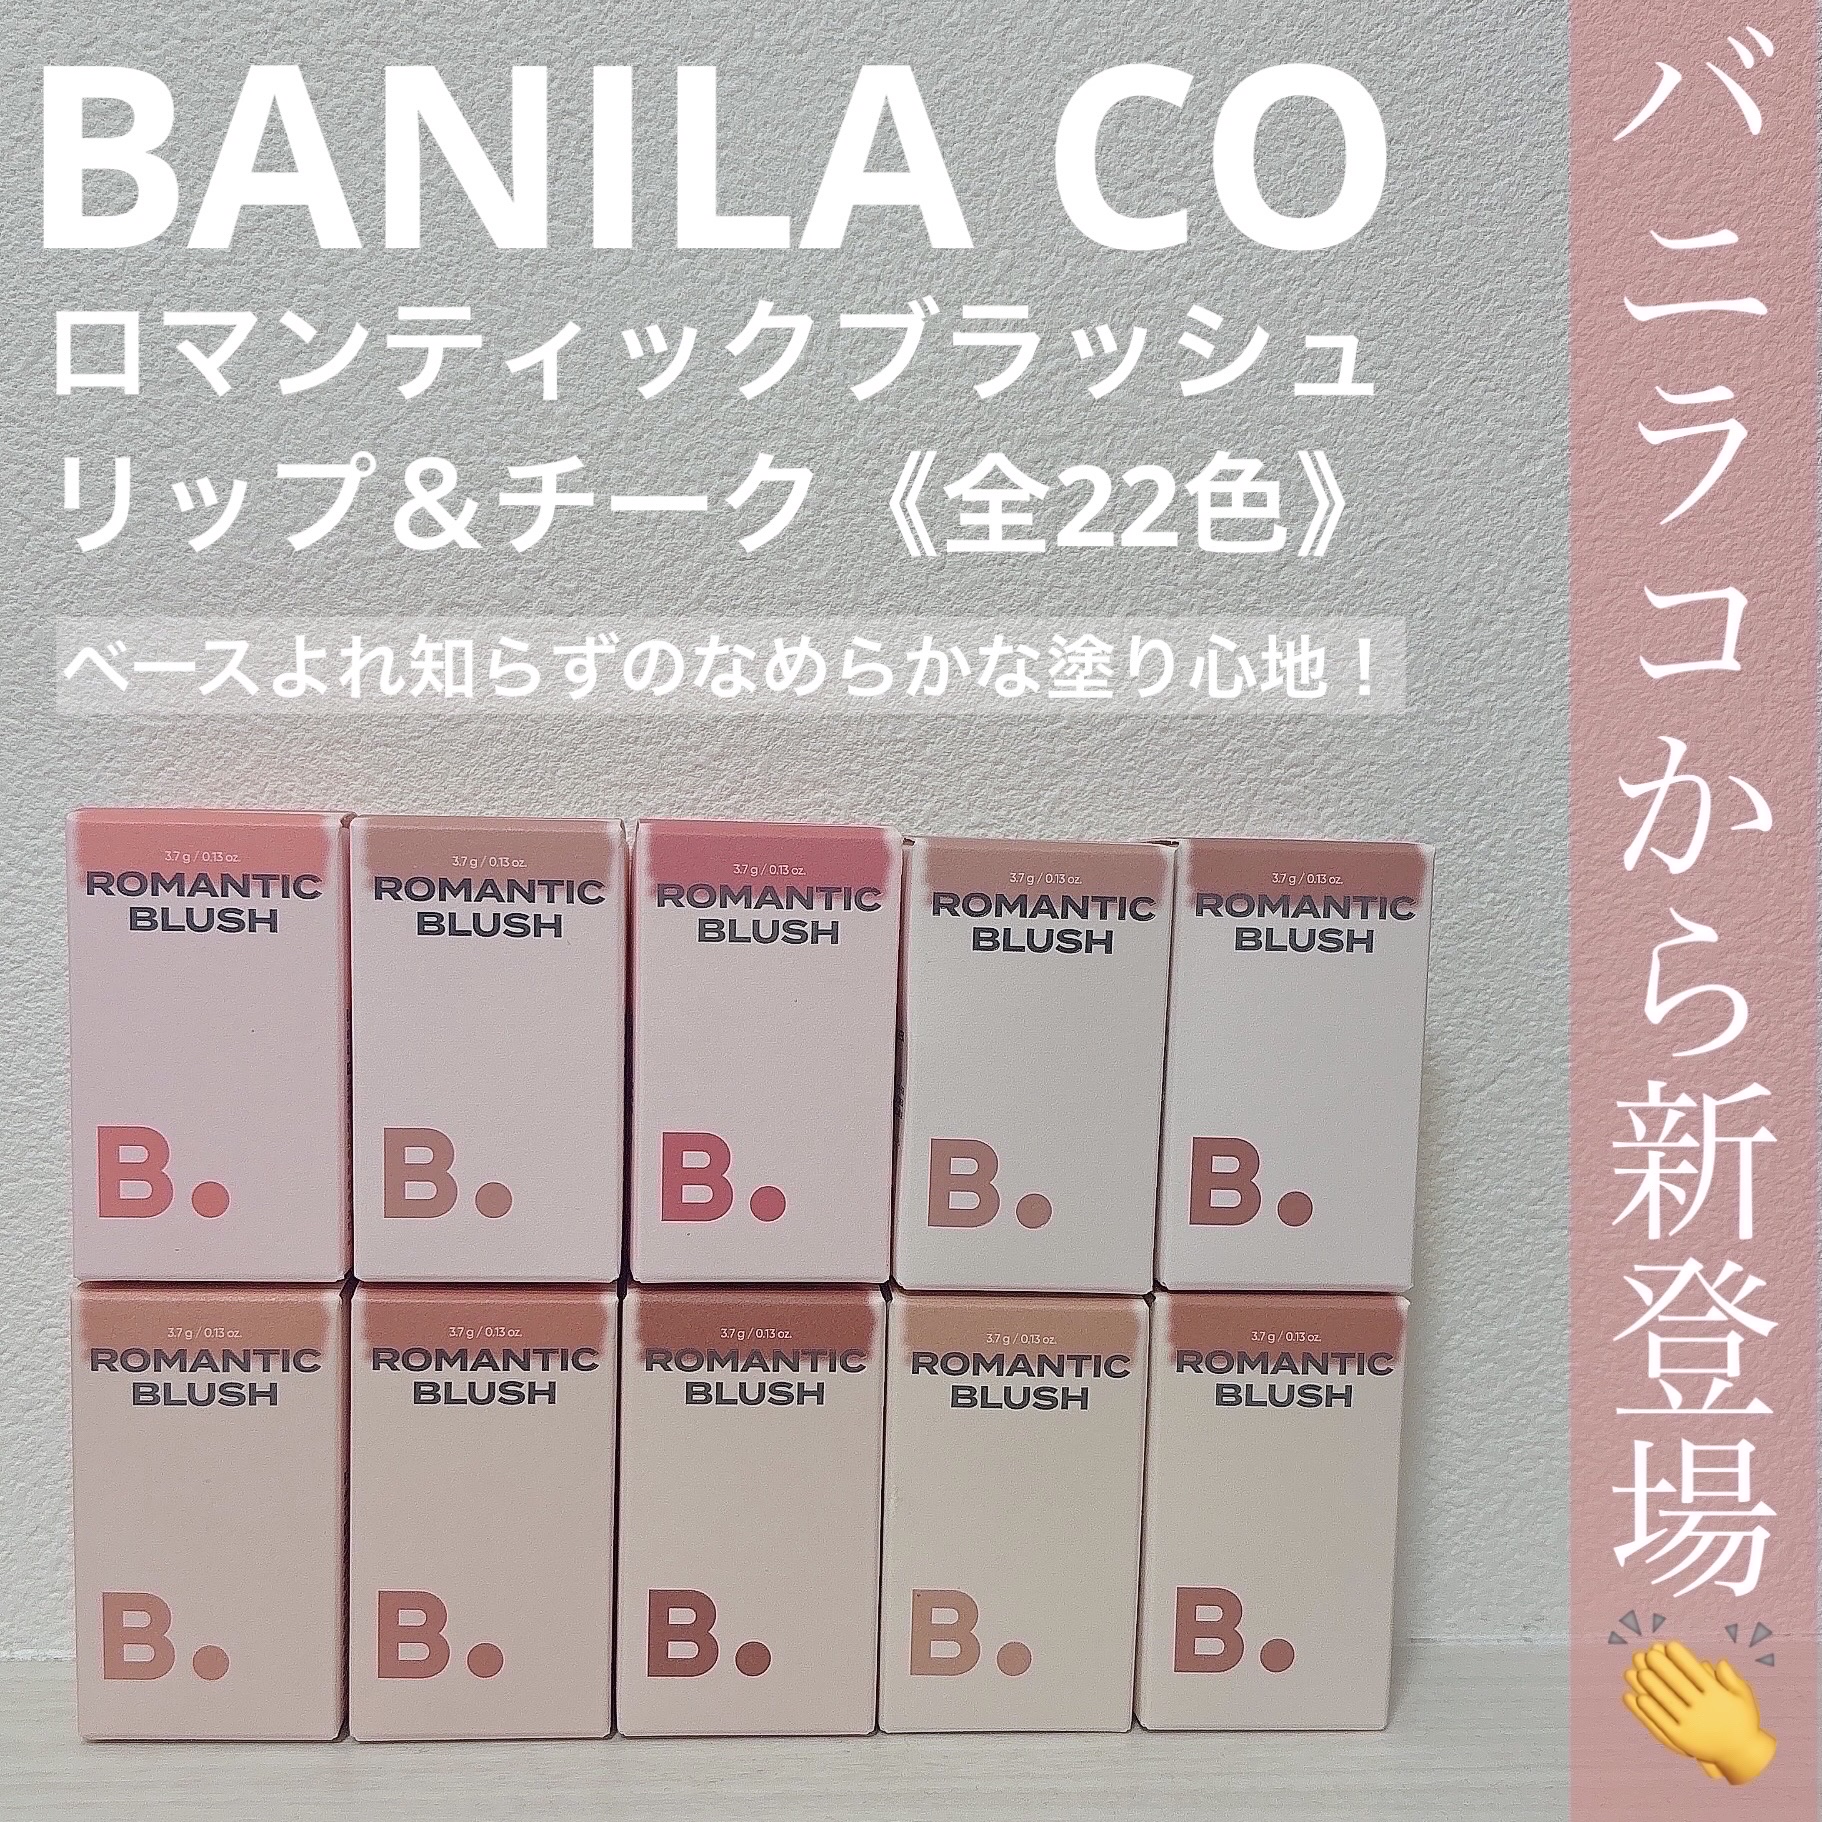 BANILA CO
ロマンティックブラッシュ
リップ＆チーク《全22色》
ベースよれ知らずのなめらかな塗り心地！
バニラコから新登場👏
3.7 g / 0.13 oz.
ROMANTIC
BLUSH
B.
3.7 g / 0.13 oz.
ROMANTIC
BLUSH
B.
3.7 g / 0.13 oz.
ROMANTIC
BLUSH
B.
3.7 g / 0.13 oz.
ROMANTIC
BLUSH
B.
3.7 g / 0.13 oz.
ROMANTIC
BLUSH
B.
3.7 g / 0.13 oz.
ROMANTIC
BLUSH
B.
3.7 g / 0.13 oz.
ROMANTIC
BLUSH
B.
3.7 g / 0.13 oz.
ROMANTIC
BLUSH
B.
3.7 g / 0.13 oz.
ROMANTIC
BLUSH
B.
3.7 g / 0.13 oz.
ROMANTIC
BLUSH
B.